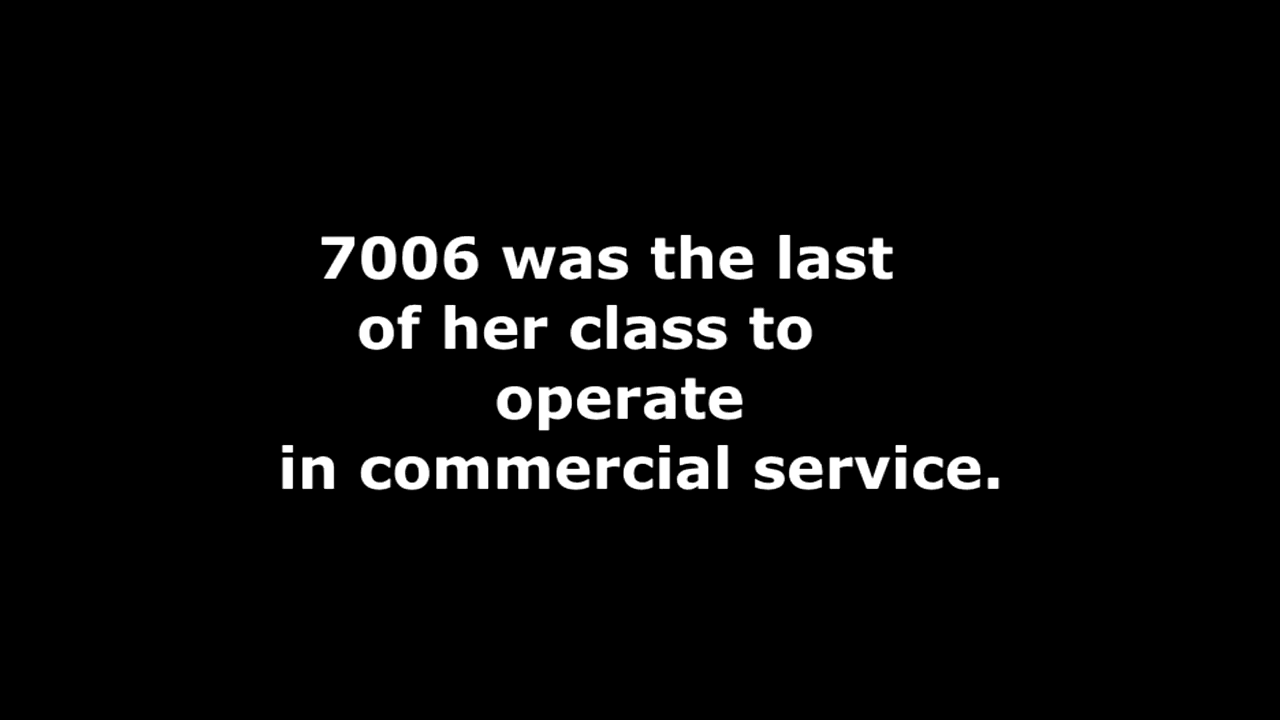 7006 was the last
of her class to
operate
in commercial service.